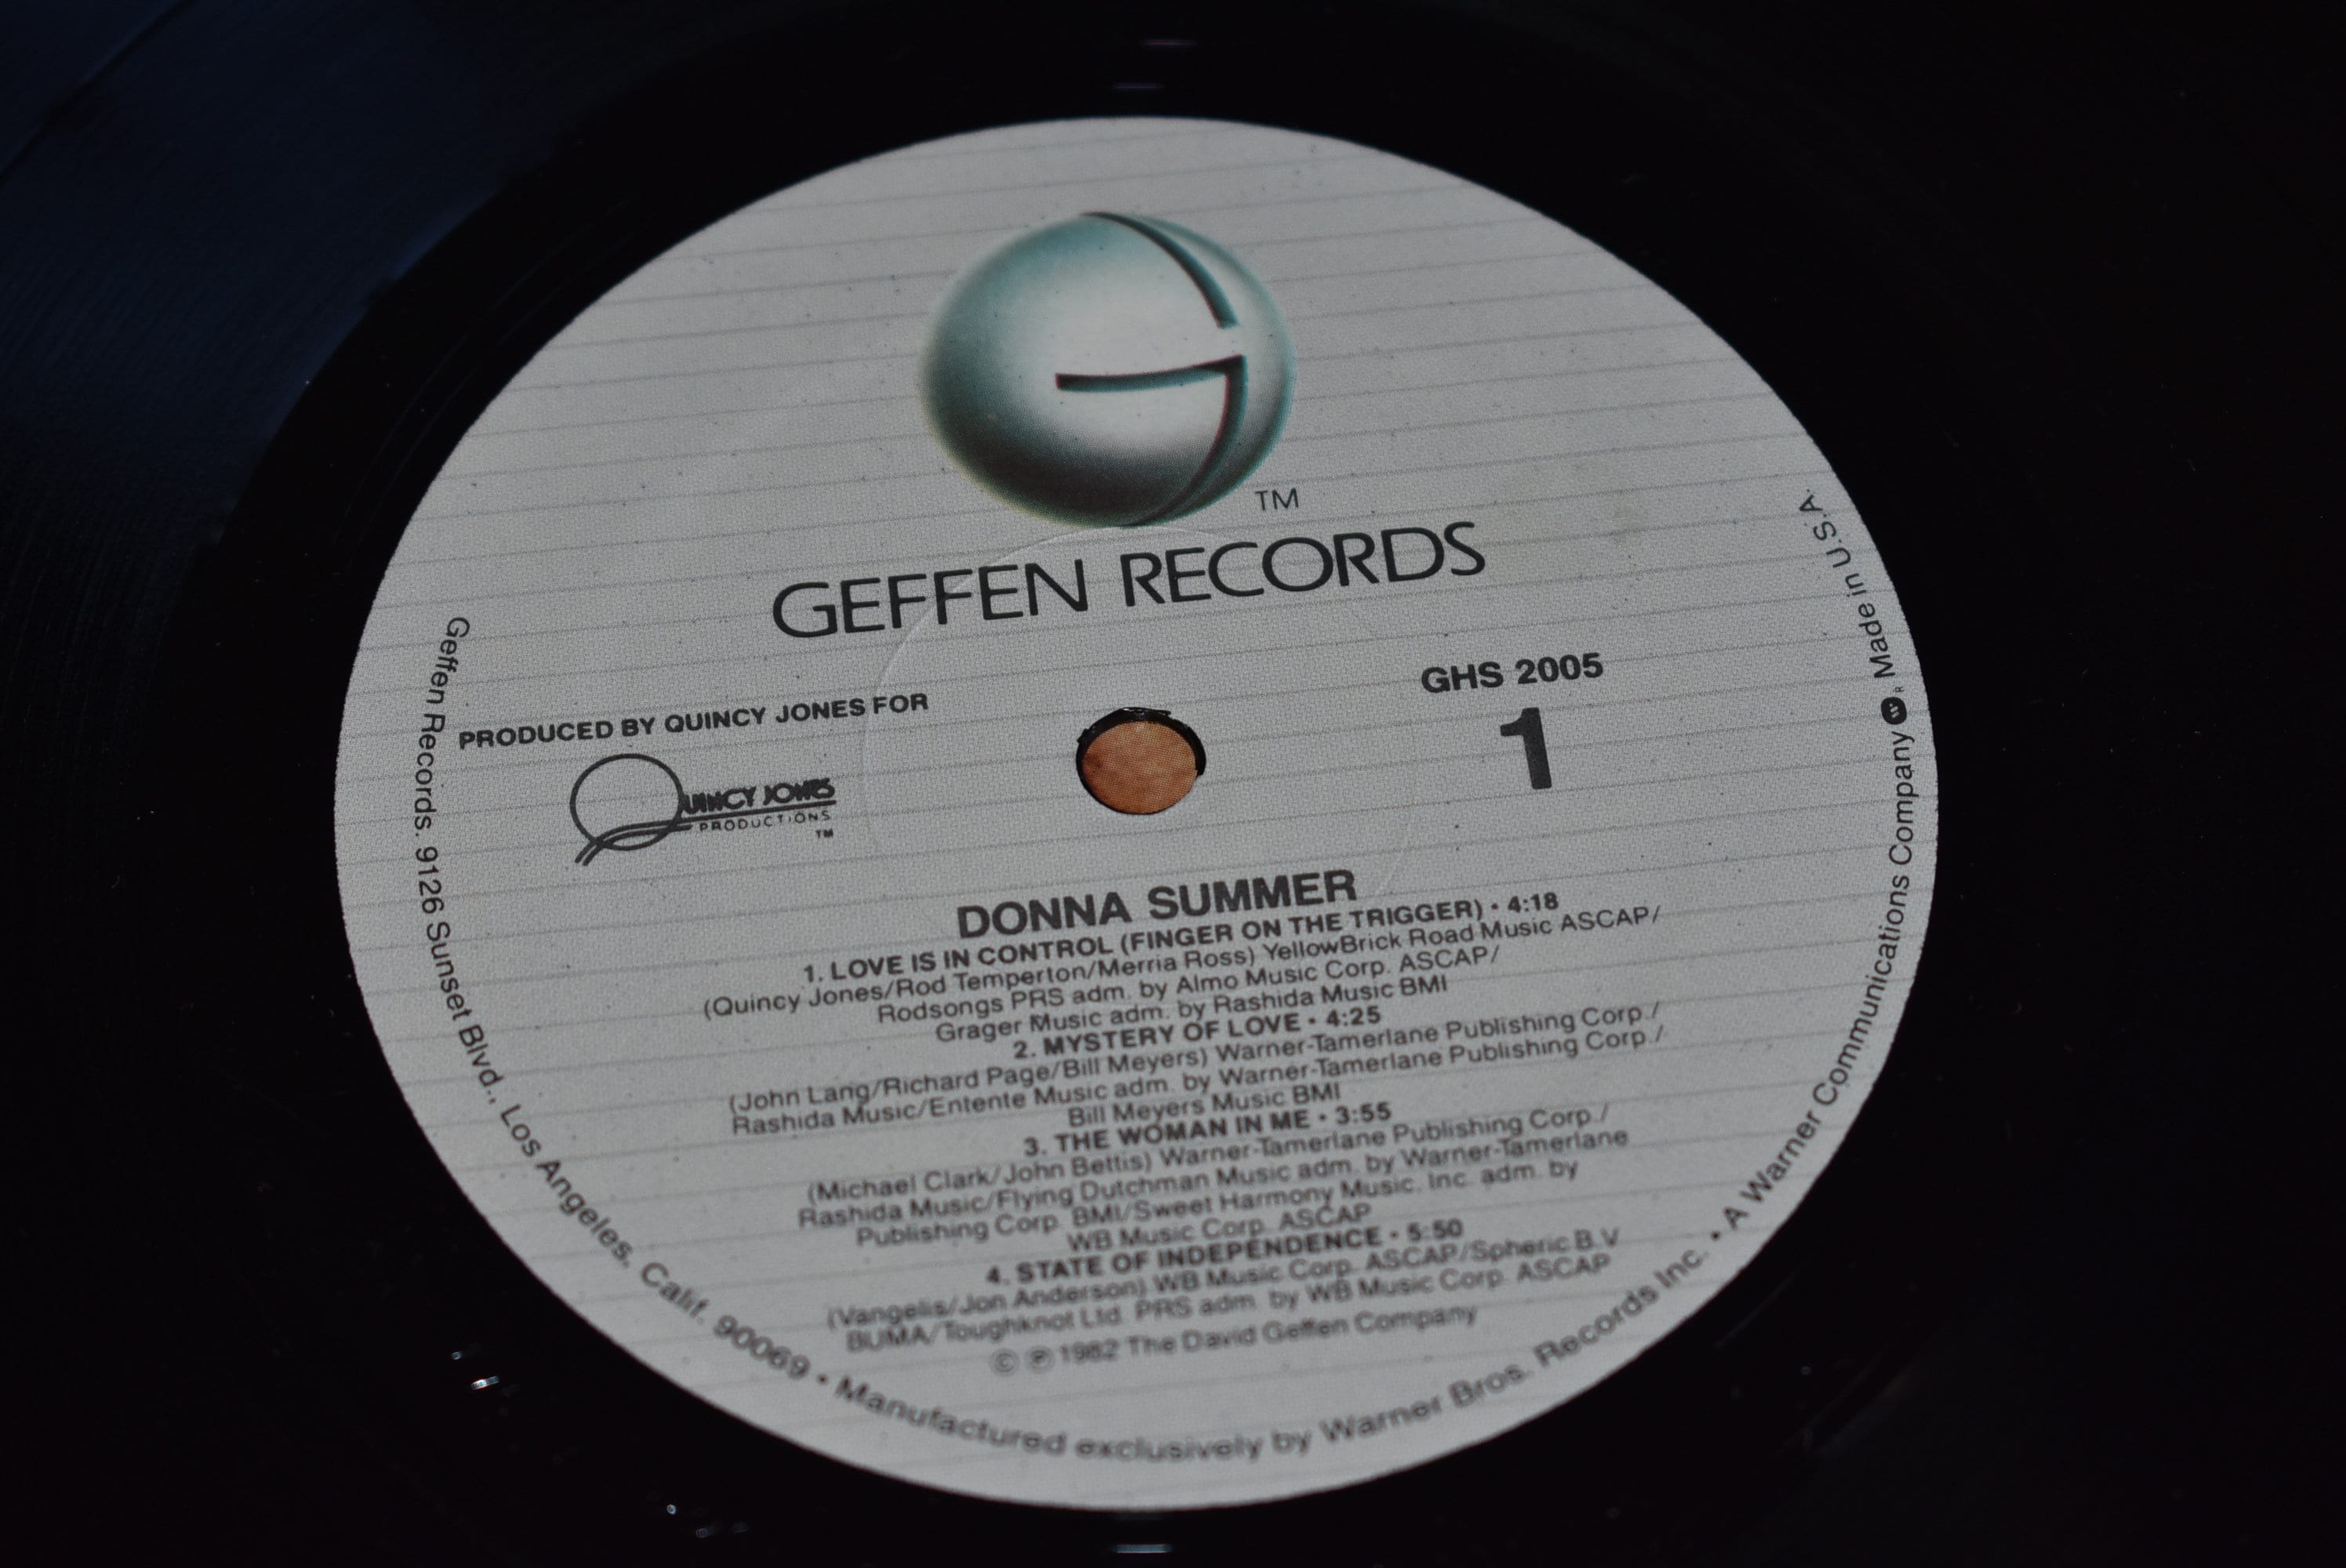 TM
GEFFEN RECORDS
PRODUCED BY QUINCY JONES FOR
QUINCY JONES
PRODUCTIONS
TM
GHS 2005
1
DONNA SUMMER
1. LOVE IS IN CONTROL (FINGER ON THE TRIGGER) • 4:18
(Quincy Jones/Rod Temperton/Merria Ross) YellowBrick Road Music ASCAP/
Rodsongs PRS adm. by Almo Music Corp. ASCAP/
Grager Music adm. by Rashida Music BMI
2. MYSTERY OF LOVE • 4:25
(John Lang/Richard Page/Bill Meyers) Warner-Tamerlane Publishing Corp./
Rashida Music/Entente Music adm. by Warner-Tamerlane Publishing Corp./
Bill Meyers Music BMI
3. THE WOMAN IN ME • 3:55
(Michael Clark/John Bettis) Warner-Tamerlane Publishing Corp./
Rashida Music/Flying Dutchman Music adm. by Warner-Tamerlane
Publishing Corp. BMI/Sweet Harmony Music, Inc. adm. by
WB Music Corp. ASCAP
4. STATE OF INDEPENDENCE • 5:50
(Vangelis/Jon Anderson) WB Music Corp. ASCAP/Spheric B.V
BUMA/Toughknot Ltd. PRS adm. by WB Music Corp. ASCAP
© ℗ 1982 The David Geffen Company
Geffen Records. 9126 Sunset Blvd., Los Angeles, Calif. 90069 • Manufactured exclusively by Warner Bros. Records Inc. • A Warner Communications Company W ® Made in U.S.A.